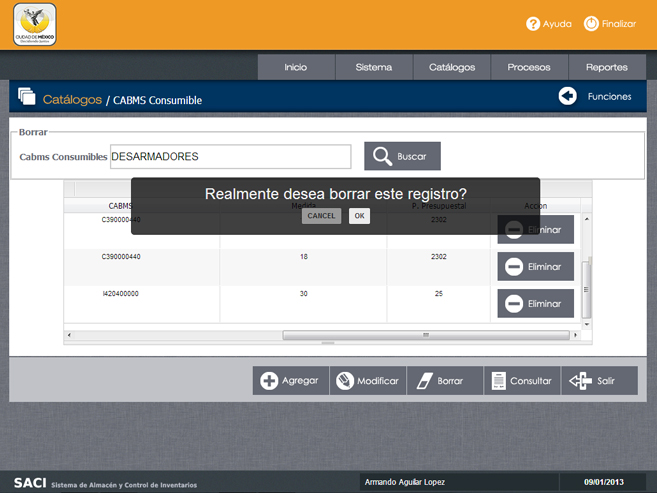 CIUDAD DE MÉXICO
Ayuda
Finalizar
Inicio
Sistema
Catálogos
Procesos
Reportes
Catálogos / CABMS Consumible
Funciones
Borrar
Cabms Consumibles DESARMADORES
Buscar
Realmente desea borrar este registro?
CANCEL OK
CABMS Medida P. Presupuestal Accion
C390000440 2302 Eliminar
C390000440 18 2302 Eliminar
I420400000 30 25 Eliminar
Agregar
Modificar
Borrar
Consultar
Salir
SACI Sistema de Almacén y Control de Inventarios
Armando Aguilar Lopez
09/01/2013